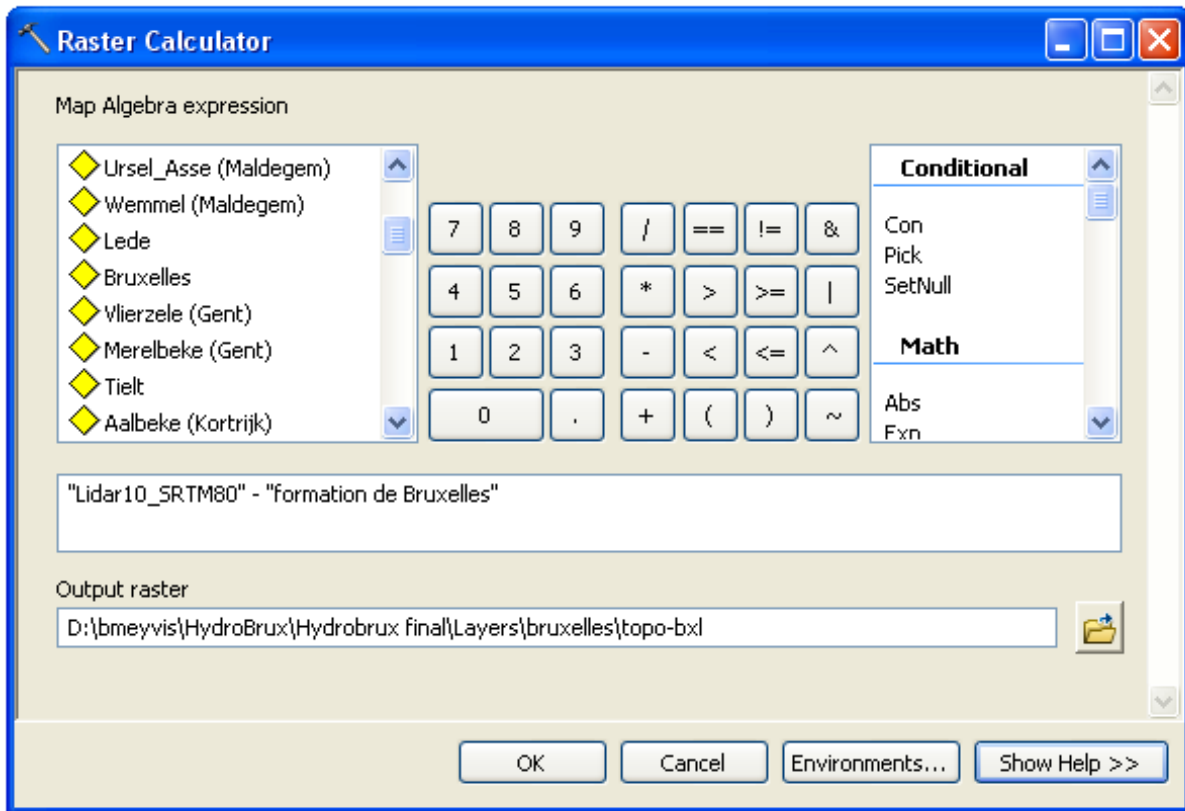 Raster Calculator
Map Algebra expression
Ursel_Asse (Maldegem)
Wemmel (Maldegem)
Lede
Bruxelles
Vlierzele (Gent)
Merelbeke (Gent)
Tielt
Aalbeke (Kortrijk)
7 8 9 / == != &
4 5 6 * > >= |
1 2 3 - < <= ^
0 . + ( ) ~
Conditional
Con
Pick
SetNull
Math
Abs
Exp
"Lidar10_SRTM80" - "formation de Bruxelles"
Output raster
D:\bmeyvis\HydroBrux\Hydrobrux final\Layers\bruxelles\topo-bxl
OK Cancel Environments... Show Help >>